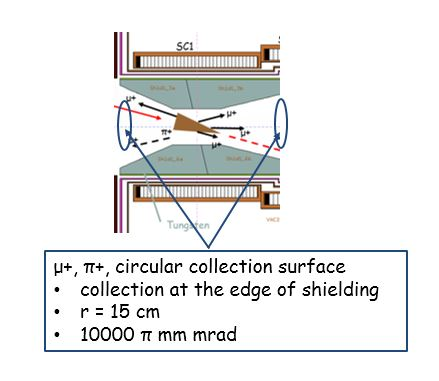 SC1
μ+
μ+
π+
μ+
μ+
Tungsten
μ+, π+, circular collection surface
• collection at the edge of shielding
• r = 15 cm
• 10000 π mm mrad